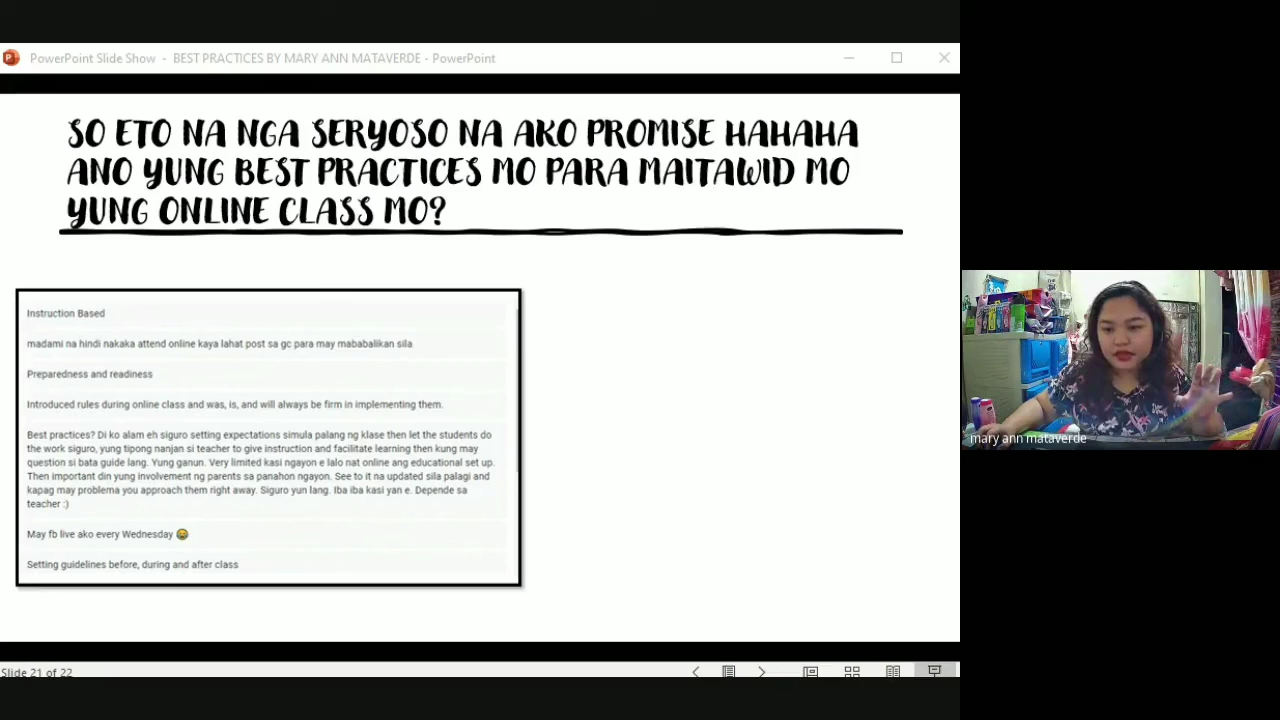 PowerPoint Slide Show - BEST PRACTICES BY MARY ANN MATAVERDE - PowerPoint
SO ETO NA NGA SERYOSO NA AKO PROMISE HAHAHA
ANO YUNG BEST PRACTICES MO PARA MAITAWID MO
YUNG ONLINE CLASS MO?
Instruction Based
madami na hindi nakaka attend online kaya lahat post sa gc para may mababalikan sila
Preparedness and readiness
Introduced rules during online class and was, is, and will always be firm in implementing them.
Best practices? Di ko alam eh siguro setting expectations simula palang ng klase then let the students do
the work siguro, yung tipong nanjan si teacher to give instruction and facilitate learning then kung may
question si bata guide lang. Yung ganun. Very limited kasi ngayon e lalo nat online ang educational set up.
Then important din yung involvement ng parents sa panahon ngayon. See to it na updated sila palagi and
kapag may problema you approach them right away. Siguro yun lang. Iba iba kasi yan e. Depende sa
teacher :)
May fb live ako every Wednesday 😂
Setting guidelines before, during and after class
mary ann mataverde
Slide 21 of 22